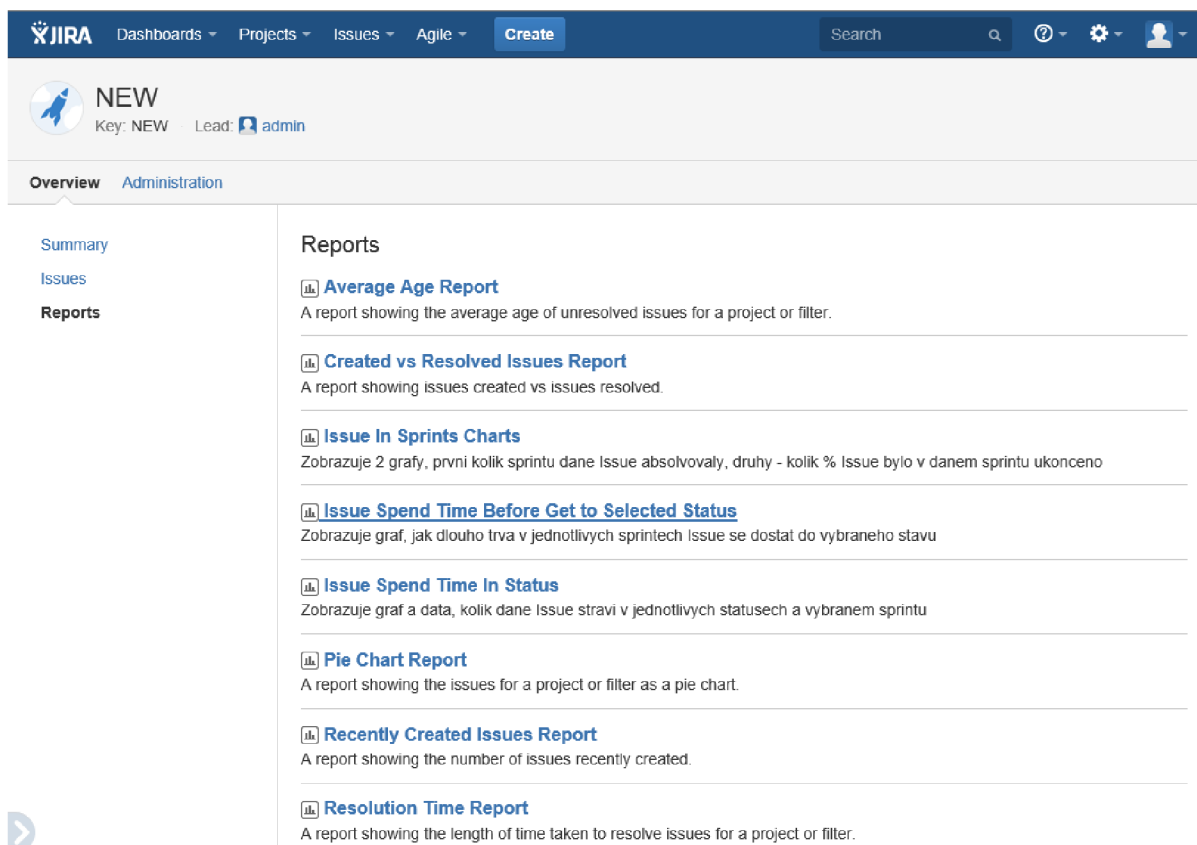 JIRA Dashboards Projects Issues Agile Create Search
NEW
Key: NEW Lead: admin
Overview Administration
Summary
Issues
Reports
Reports
Average Age Report
A report showing the average age of unresolved issues for a project or filter.
Created vs Resolved Issues Report
A report showing issues created vs issues resolved.
Issue In Sprints Charts
Zobrazuje 2 grafy, prvni kolik sprintu dane Issue absolvovaly, druhy - kolik % Issue bylo v danem sprintu ukonceno
Issue Spend Time Before Get to Selected Status
Zobrazuje graf, jak dlouho trva v jednotlivych sprintech Issue se dostat do vybraneho stavu
Issue Spend Time In Status
Zobrazuje graf a data, kolik dane Issue stravi v jednotlivych statusech a vybranem sprintu
Pie Chart Report
A report showing the issues for a project or filter as a pie chart.
Recently Created Issues Report
A report showing the number of issues recently created.
Resolution Time Report
A report showing the length of time taken to resolve issues for a project or filter.